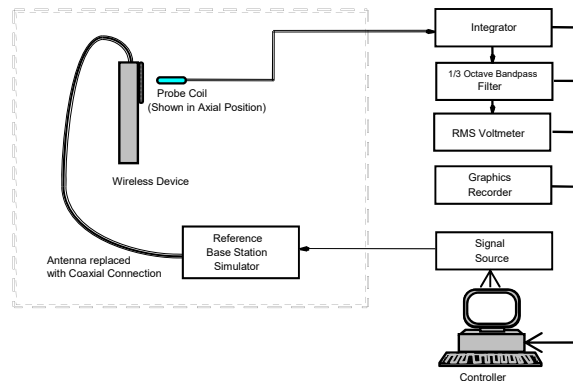 Integrator
1/3 Octave Bandpass
Filter
RMS Voltmeter
Graphics
Recorder
Probe Coil
(Shown in Axial Position)
Wireless Device
Reference
Base Station
Simulator
Antenna replaced
with Coaxial Connection
Signal
Source
Controller